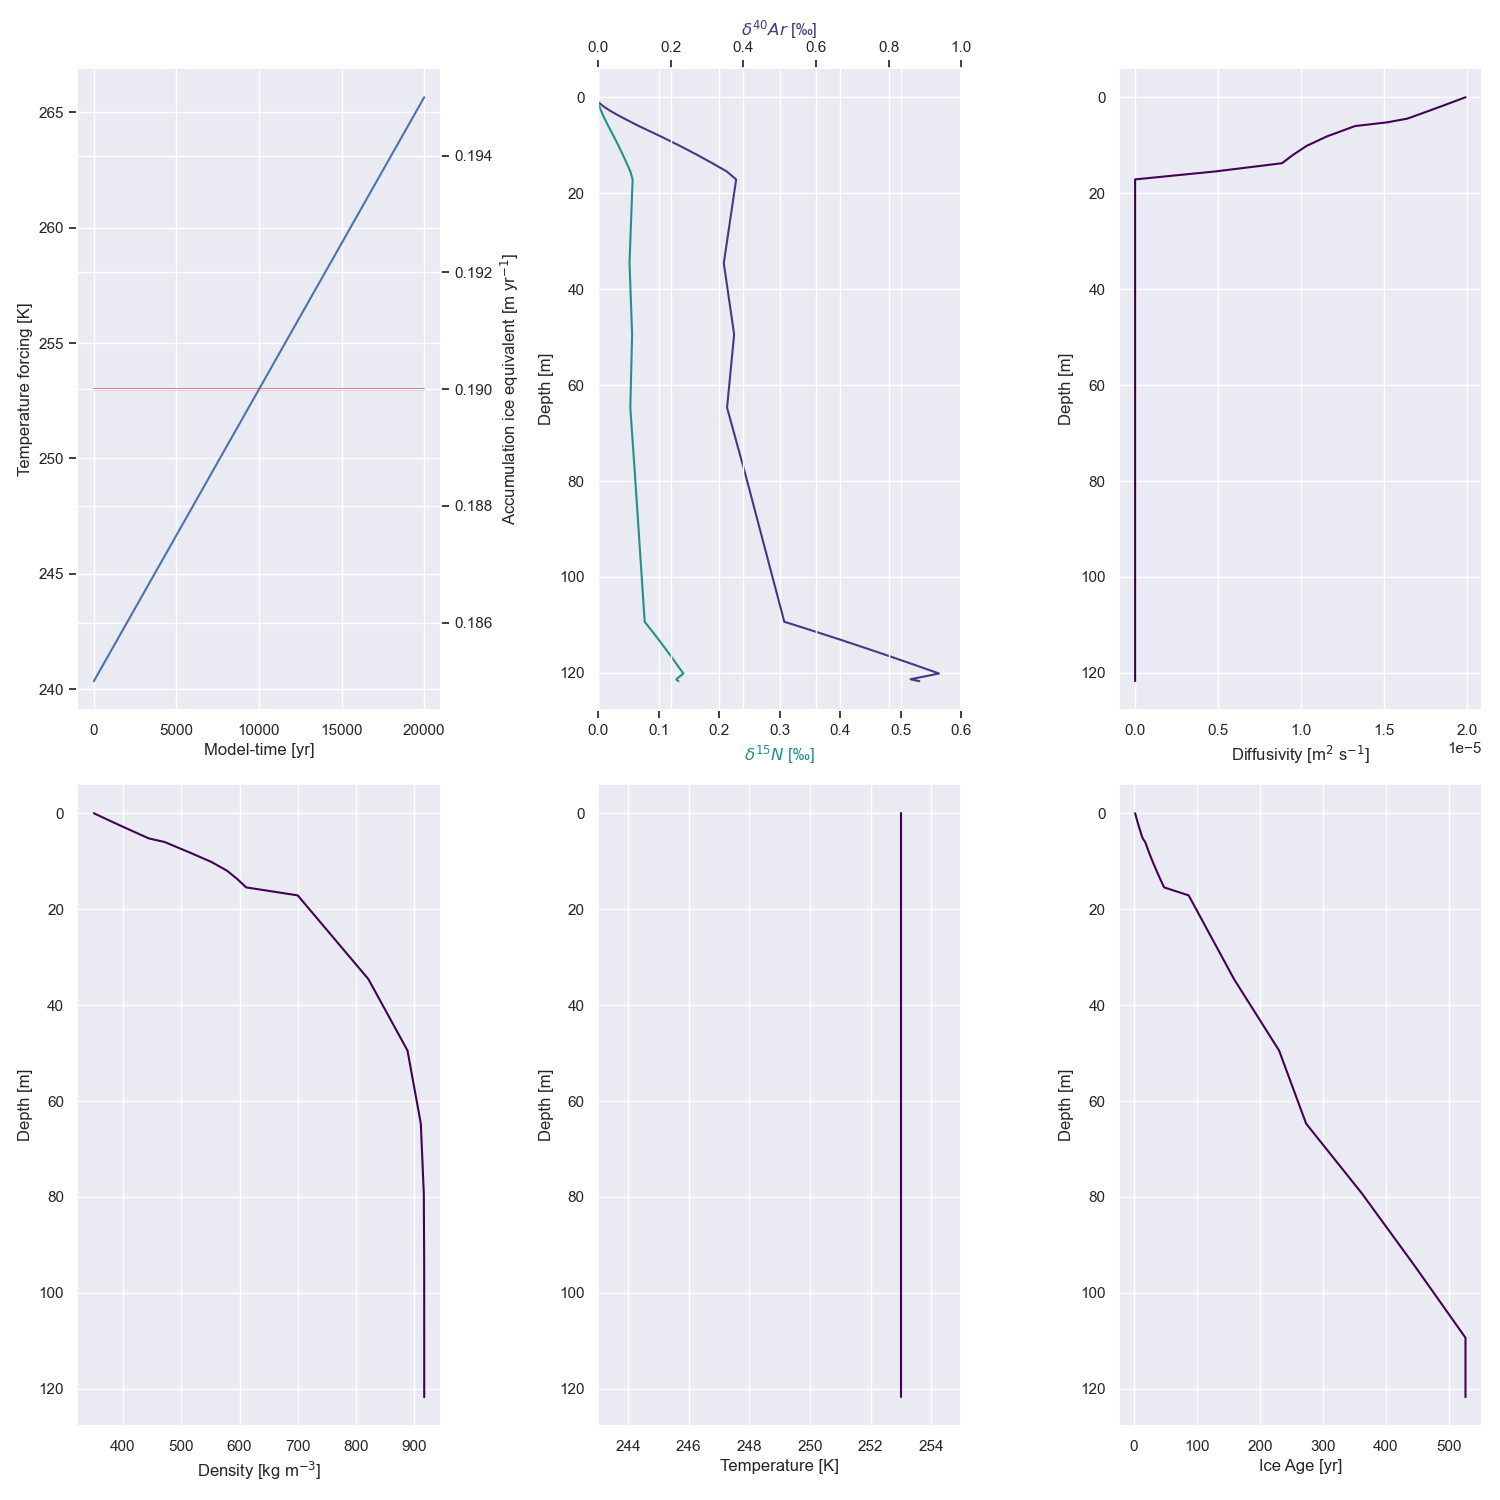 δ⁴⁰Ar [‰]
0.0 0.2 0.4 0.6 0.8 1.0
265
260
255
250
245
240
Temperature forcing [K]
0 5000 10000 15000 20000
Model-time [yr]
0.194
0.192
0.190
0.188
0.186
Accumulation ice equivalent [m yr⁻¹]
0
20
40
60
80
100
120
Depth [m]
0.0 0.1 0.2 0.3 0.4 0.5 0.6
δ¹⁵N [‰]
0
20
40
60
80
100
120
Depth [m]
0.0 0.5 1.0 1.5 2.0
1e−5
Diffusivity [m² s⁻¹]
0
20
40
60
80
100
120
Depth [m]
400 500 600 700 800 900
Density [kg m⁻³]
0
20
40
60
80
100
120
Depth [m]
244 246 248 250 252 254
Temperature [K]
0
20
40
60
80
100
120
Depth [m]
0 100 200 300 400 500
Ice Age [yr]